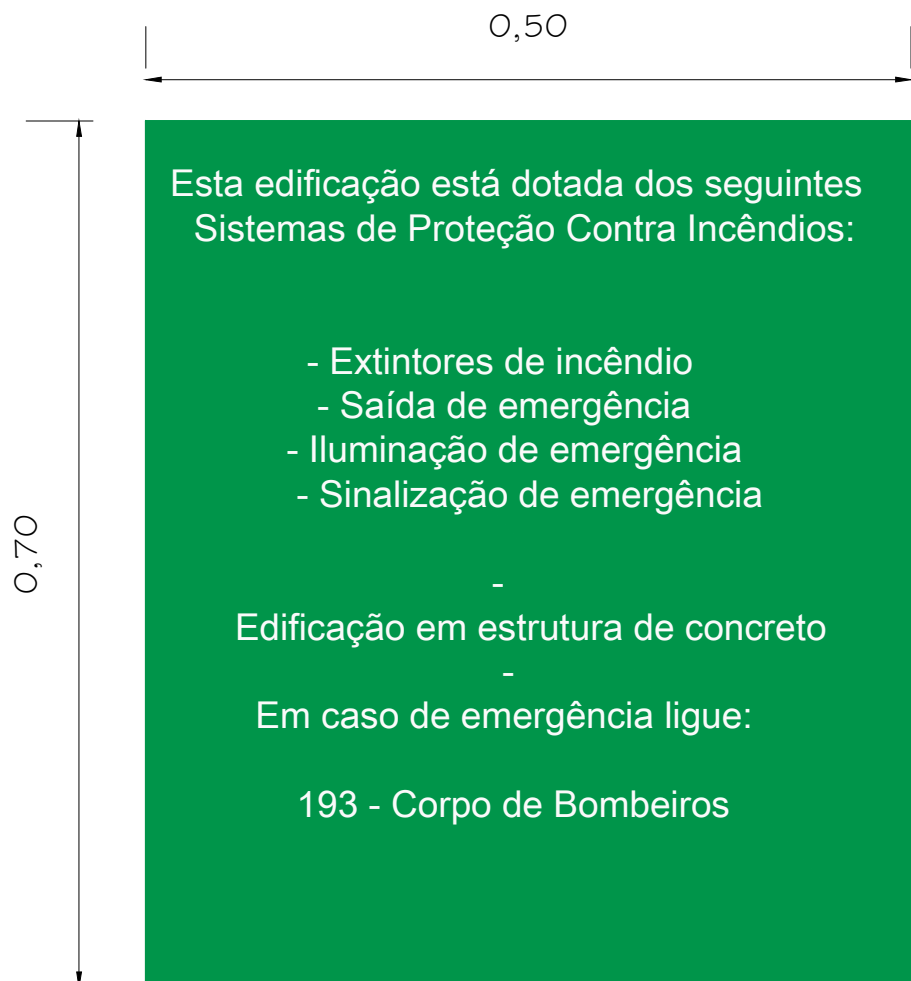 0,50
0,70
Esta edificação está dotada dos seguintes
Sistemas de Proteção Contra Incêndios:
- Extintores de incêndio
- Saída de emergência
- Iluminação de emergência
- Sinalização de emergência
-
Edificação em estrutura de concreto
-
Em caso de emergência ligue:
193 - Corpo de Bombeiros